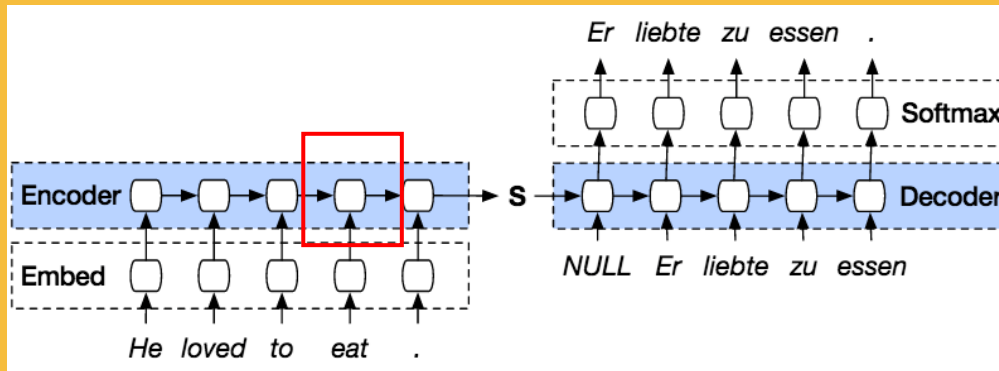 Er liebte zu essen .
Softmax
Encoder
S
Decoder
Embed
NULL Er liebte zu essen
He loved to eat .